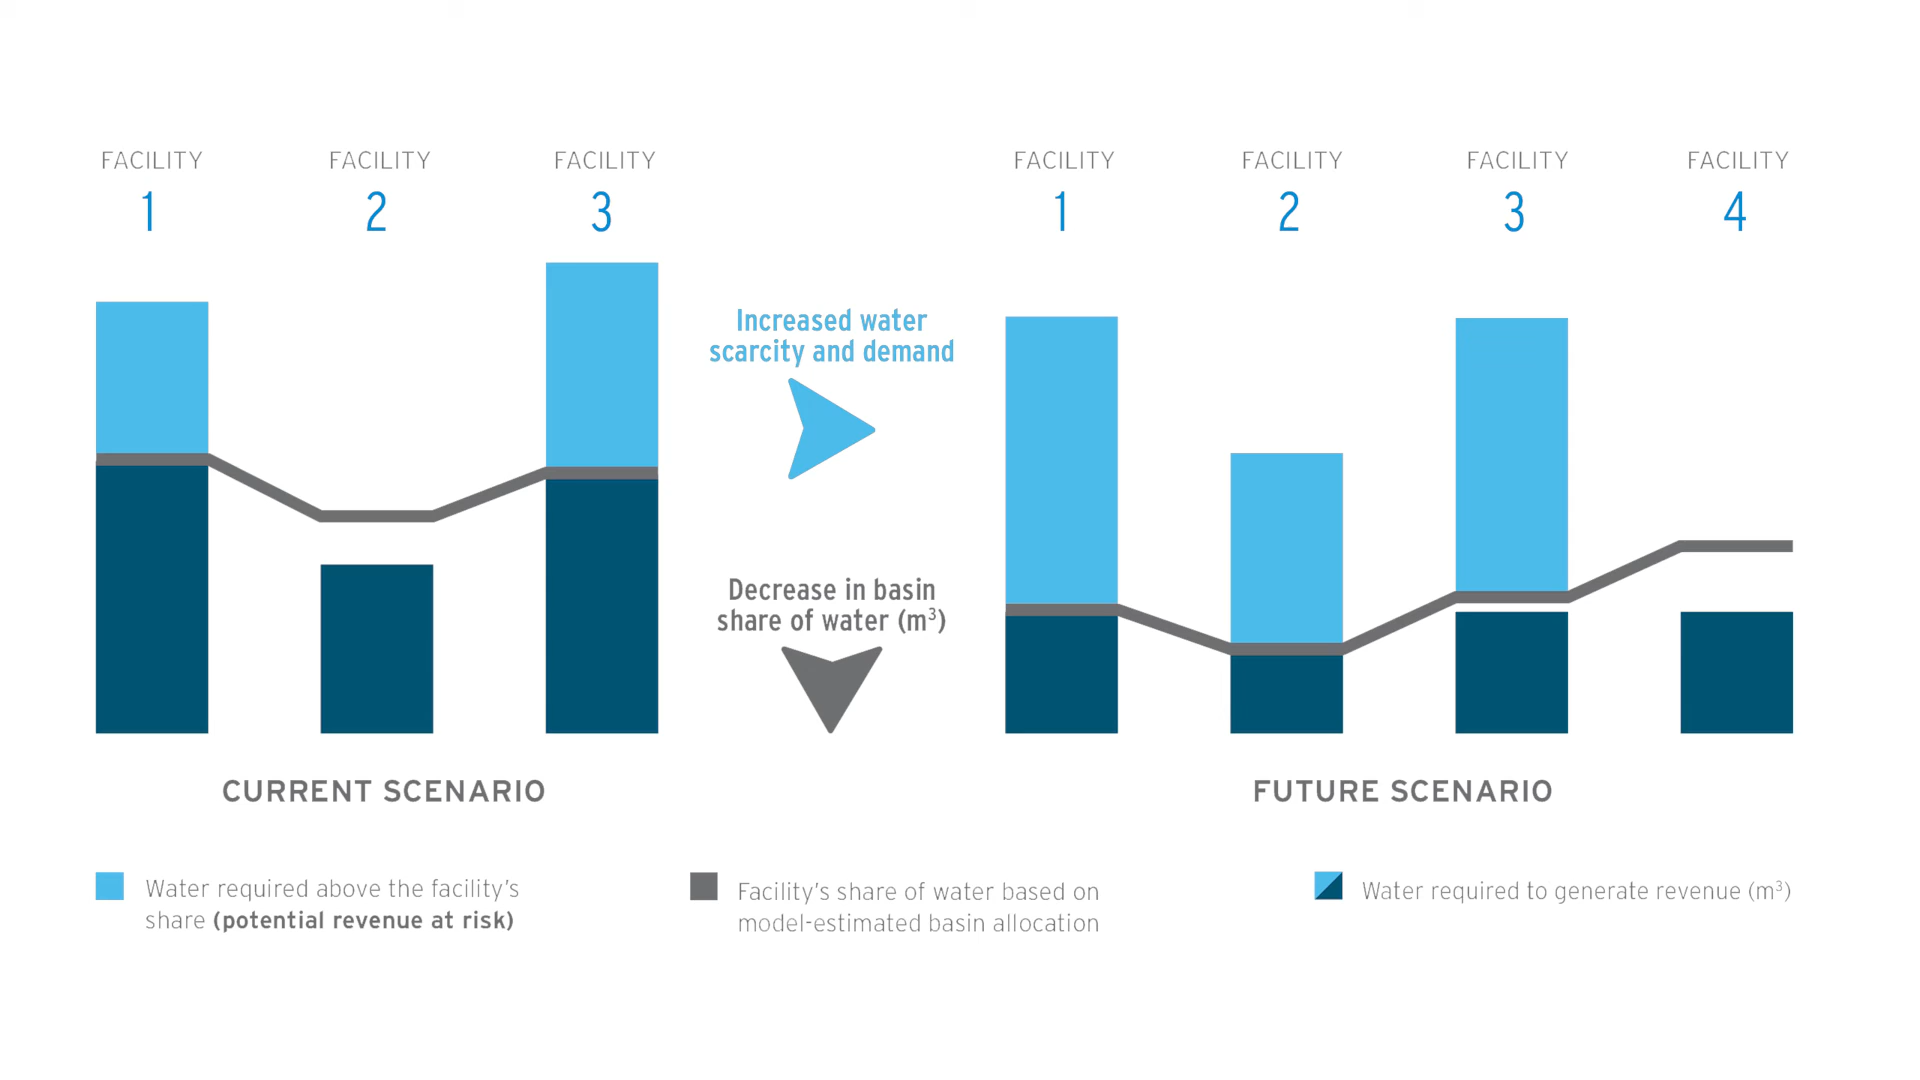 FACILITY FACILITY FACILITY FACILITY FACILITY FACILITY FACILITY
1 2 3 1 2 3 4
Increased water
scarcity and demand
Decrease in basin
share of water (m³)
CURRENT SCENARIO FUTURE SCENARIO
Water required above the facility's
share (potential revenue at risk)
Facility's share of water based on
model-estimated basin allocation
Water required to generate revenue (m³)